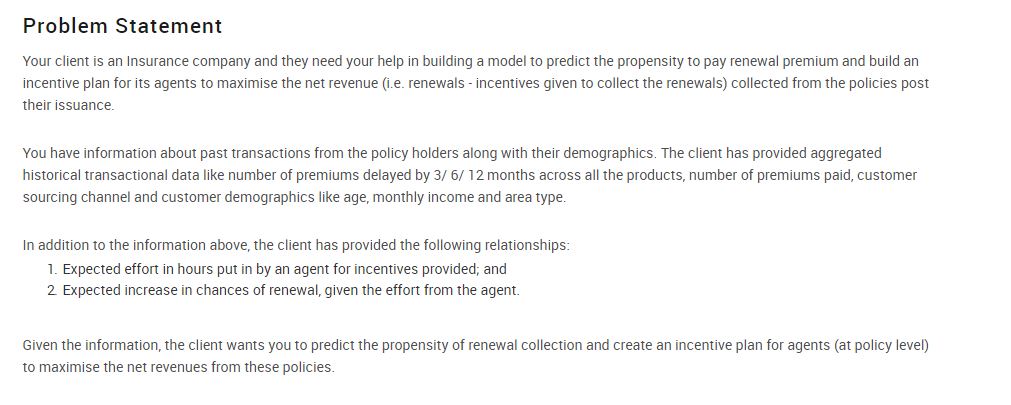 Problem Statement
Your client is an Insurance company and they need your help in building a model to predict the propensity to pay renewal premium and build an
incentive plan for its agents to maximise the net revenue (i.e. renewals - incentives given to collect the renewals) collected from the policies post
their issuance.
You have information about past transactions from the policy holders along with their demographics. The client has provided aggregated
historical transactional data like number of premiums delayed by 3/ 6/ 12 months across all the products, number of premiums paid, customer
sourcing channel and customer demographics like age, monthly income and area type.
In addition to the information above, the client has provided the following relationships:
1. Expected effort in hours put in by an agent for incentives provided; and
2. Expected increase in chances of renewal, given the effort from the agent.
Given the information, the client wants you to predict the propensity of renewal collection and create an incentive plan for agents (at policy level)
to maximise the net revenues from these policies.